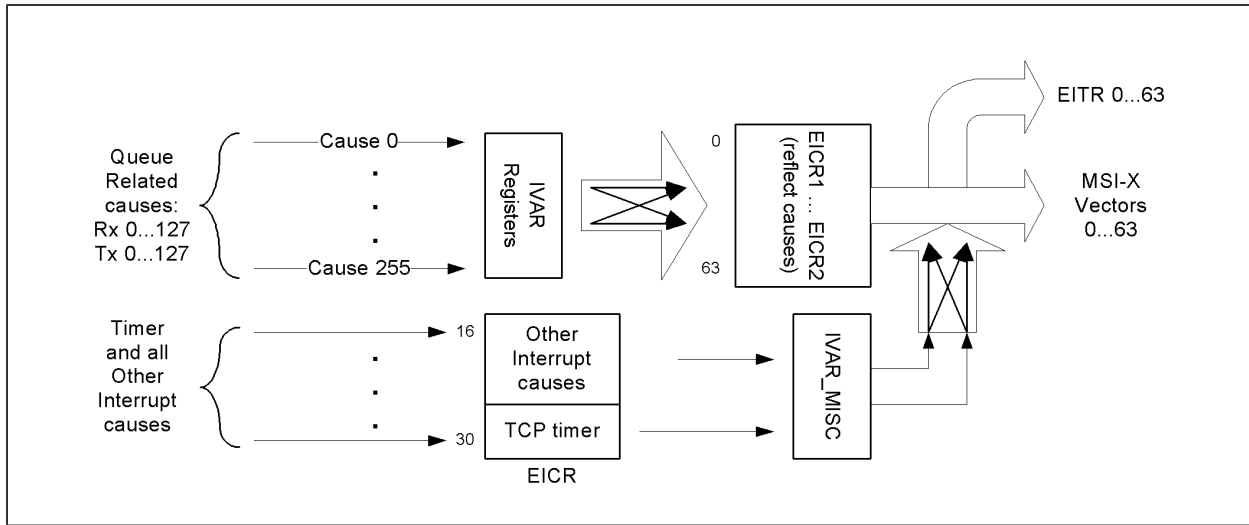 Queue
Related
causes:
Rx 0...127
Tx 0...127
Cause 0
Cause 255
IVAR
Registers
0
63
EICR1 ... EICR2
(reflect causes)
EITR 0...63
MSI-X
Vectors
0...63
Timer
and all
Other
Interrupt
causes
16
30
Other
Interrupt
causes
TCP timer
EICR
IVAR_MISC